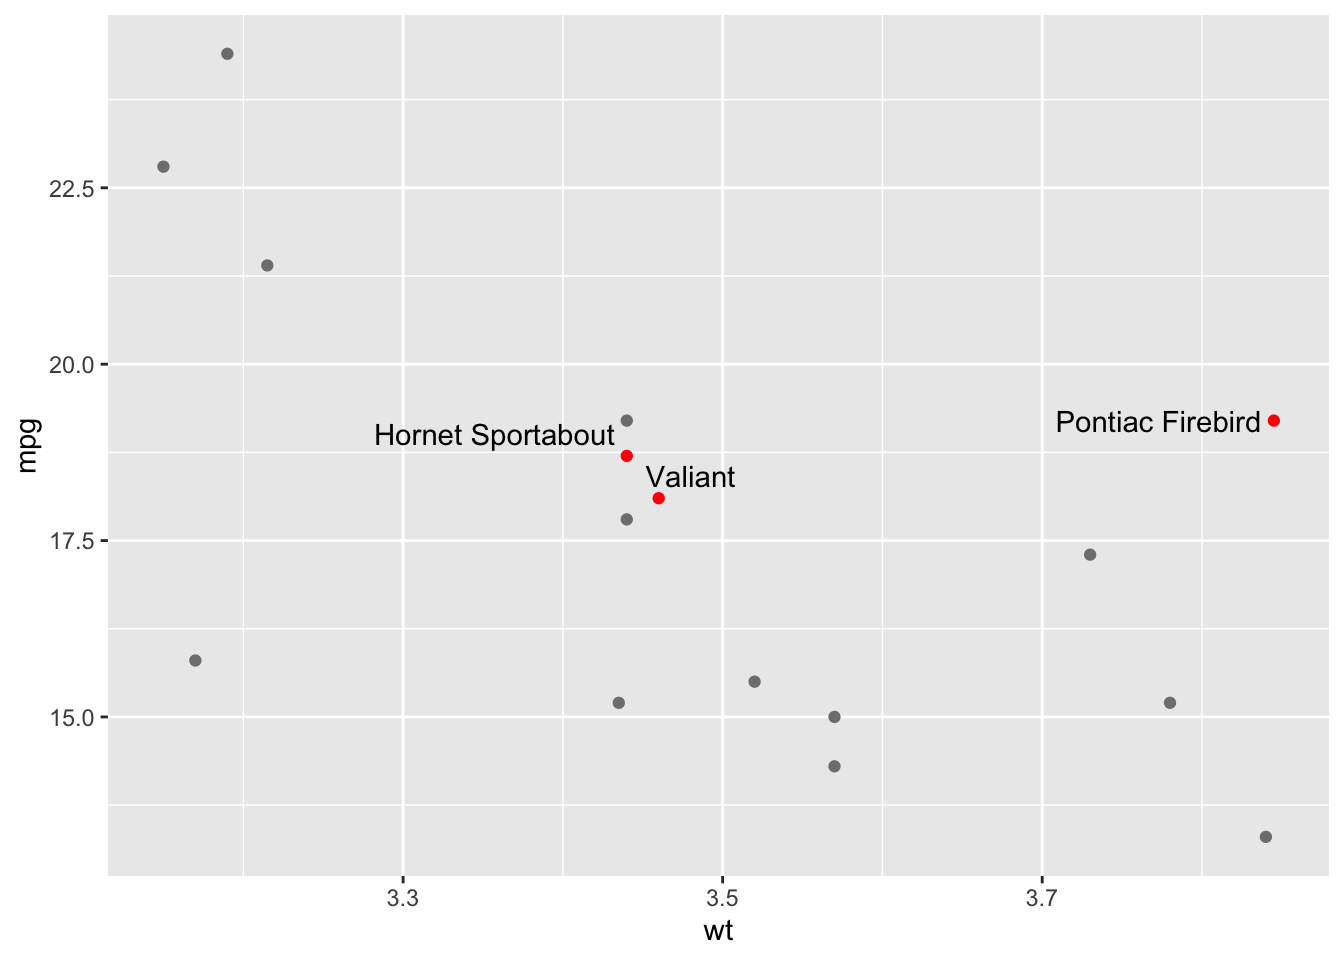 22.5
20.0
17.5
15.0
mpg
Hornet Sportabout
Pontiac Firebird
Valiant
3.3
3.5
3.7
wt